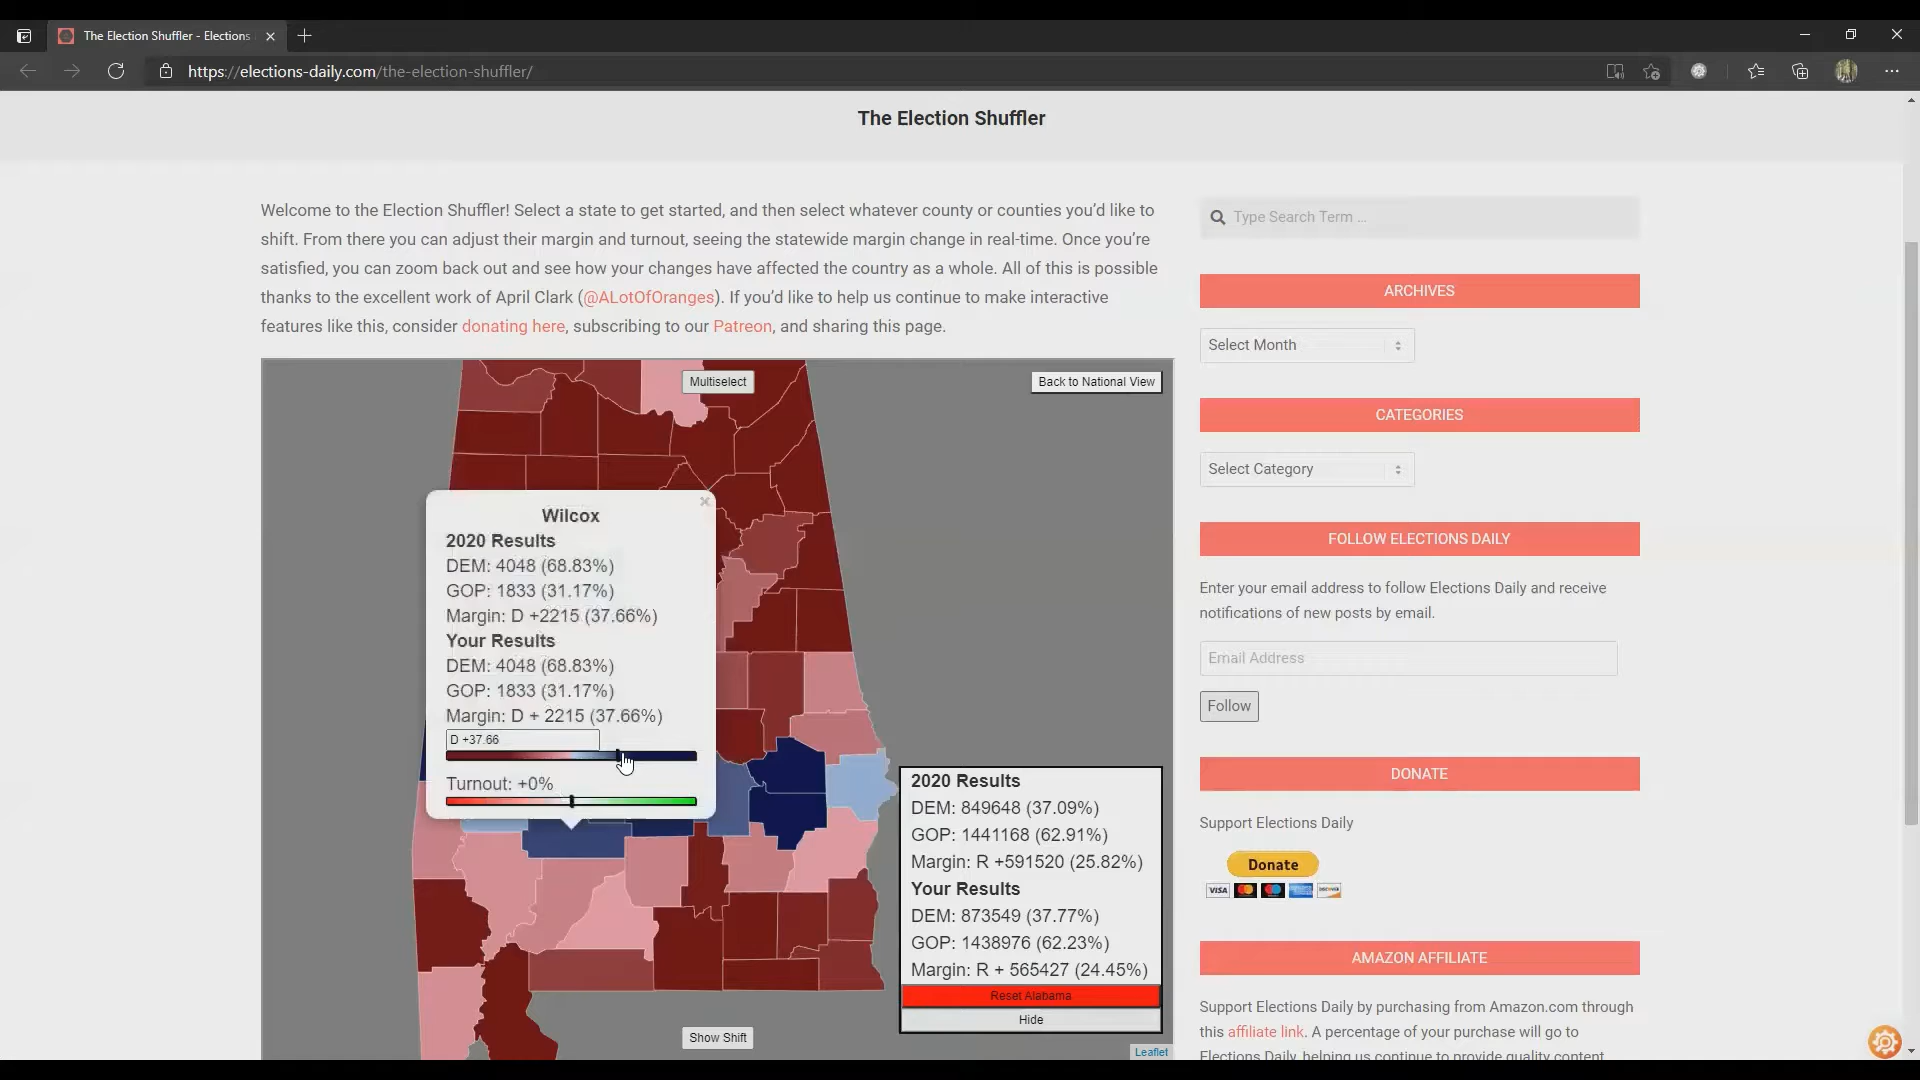 The Election Shuffler - Elections
https://elections-daily.com/the-election-shuffler/
The Election Shuffler
Welcome to the Election Shuffler! Select a state to get started, and then select whatever county or counties you'd like to
shift. From there you can adjust their margin and turnout, seeing the statewide margin change in real-time. Once you're
satisfied, you can zoom back out and see how your changes have affected the country as a whole. All of this is possible
thanks to the excellent work of April Clark (@ALotOfOranges). If you'd like to help us continue to make interactive
features like this, consider donating here, subscribing to our Patreon, and sharing this page.
Multiselect
Back to National View
Wilcox
2020 Results
DEM: 4048 (68.83%)
GOP: 1833 (31.17%)
Margin: D +2215 (37.66%)
Your Results
DEM: 4048 (68.83%)
GOP: 1833 (31.17%)
Margin: D + 2215 (37.66%)
D +37.66
Turnout: +0%
2020 Results
DEM: 849648 (37.09%)
GOP: 1441168 (62.91%)
Margin: R +591520 (25.82%)
Your Results
DEM: 873549 (37.77%)
GOP: 1438976 (62.23%)
Margin: R + 565427 (24.45%)
Reset Alabama
Hide
Show Shift
Leaflet
Type Search Term ...
ARCHIVES
Select Month
CATEGORIES
Select Category
FOLLOW ELECTIONS DAILY
Enter your email address to follow Elections Daily and receive
notifications of new posts by email.
Email Address
Follow
DONATE
Support Elections Daily
Donate
VISA
DISCOVER
AMAZON AFFILIATE
Support Elections Daily by purchasing from Amazon.com through
this affiliate link. A percentage of your purchase will go to
Elections Daily, helping us continue to provide quality content